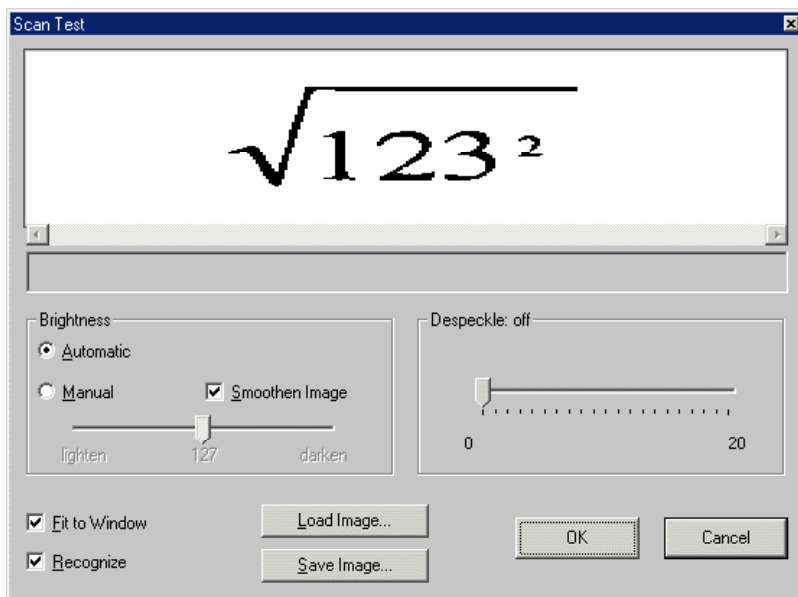 Scan Test
√123²
Brightness
Automatic
Manual
Smoothen Image
lighten 127 darken
Despeckle: off
0 20
Fit to Window
Recognize
Load Image...
Save Image...
OK
Cancel